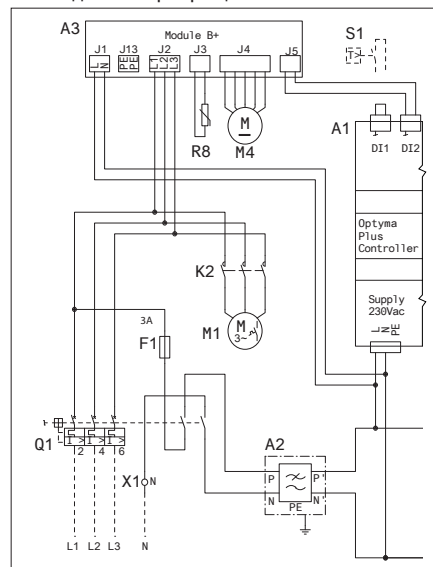 A3
Module B+
S1
J1
J13
J2
J3
J4
J5
L
N
PE
PE
L1
L2
L3
T>
A1
R8
M
M4
DI1
DI2
Optyma
Plus
Controller
K2
Supply
230Vac
L
N
PE
3A
F1
M1
M
3~
Q1
I >
I >
I >
2
4
6
A2
X1
N
P
P'
N
N'
PE
L1
L2
L3
N